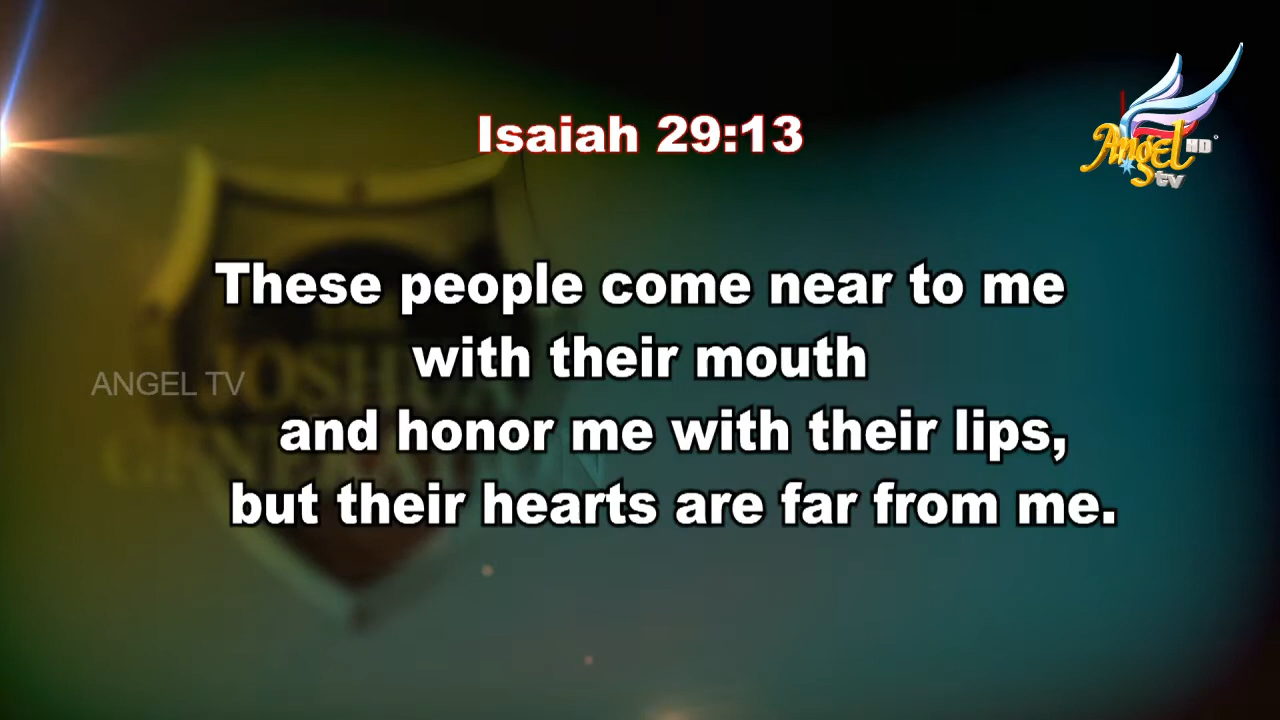 Isaiah 29:13
Angel HD
tv
These people come near to me
with their mouth
ANGEL TV
JOSHUA
and honor me with their lips,
but their hearts are far from me.